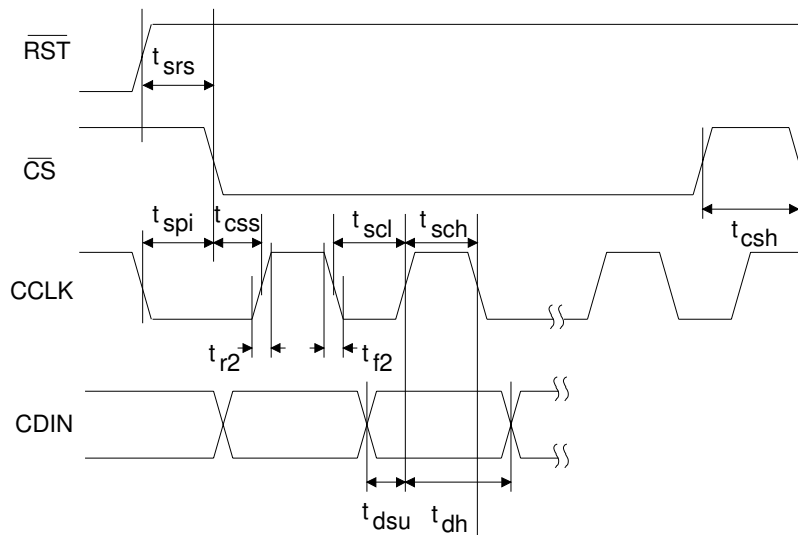 RST
t srs
CS
t spi
t css
t scl
t sch
t csh
CCLK
t r2
t f2
CDIN
t dsu
t dh